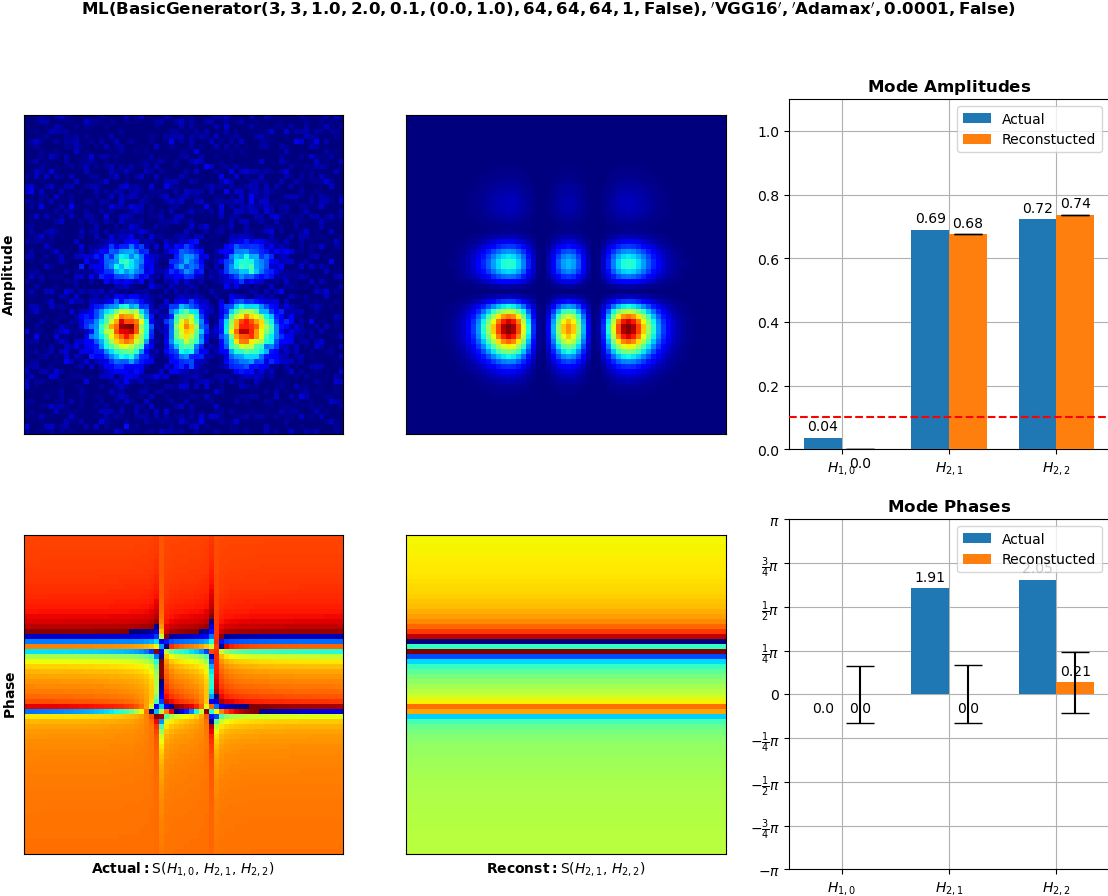 ML(BasicGenerator(3, 3, 1.0, 2.0, 0.1, (0.0, 1.0), 64, 64, 64, 1, False), 'VGG16', 'Adamax', 0.0001, False)
Amplitude
Mode Amplitudes
Actual
Reconstucted
1.0
0.8
0.6
0.4
0.2
0.0
0.04
0.0
0.69
0.68
0.72
0.74
H1,0
H2,1
H2,2
Phase
Actual: S(H1,0, H2,1, H2,2)
Reconst: S(H2,1, H2,2)
Mode Phases
Actual
Reconstucted
π
3/4π
1/2π
1/4π
0
−1/4π
−1/2π
−3/4π
−π
0.0
0.0
1.91
0.0
2.05
0.21
H1,0
H2,1
H2,2